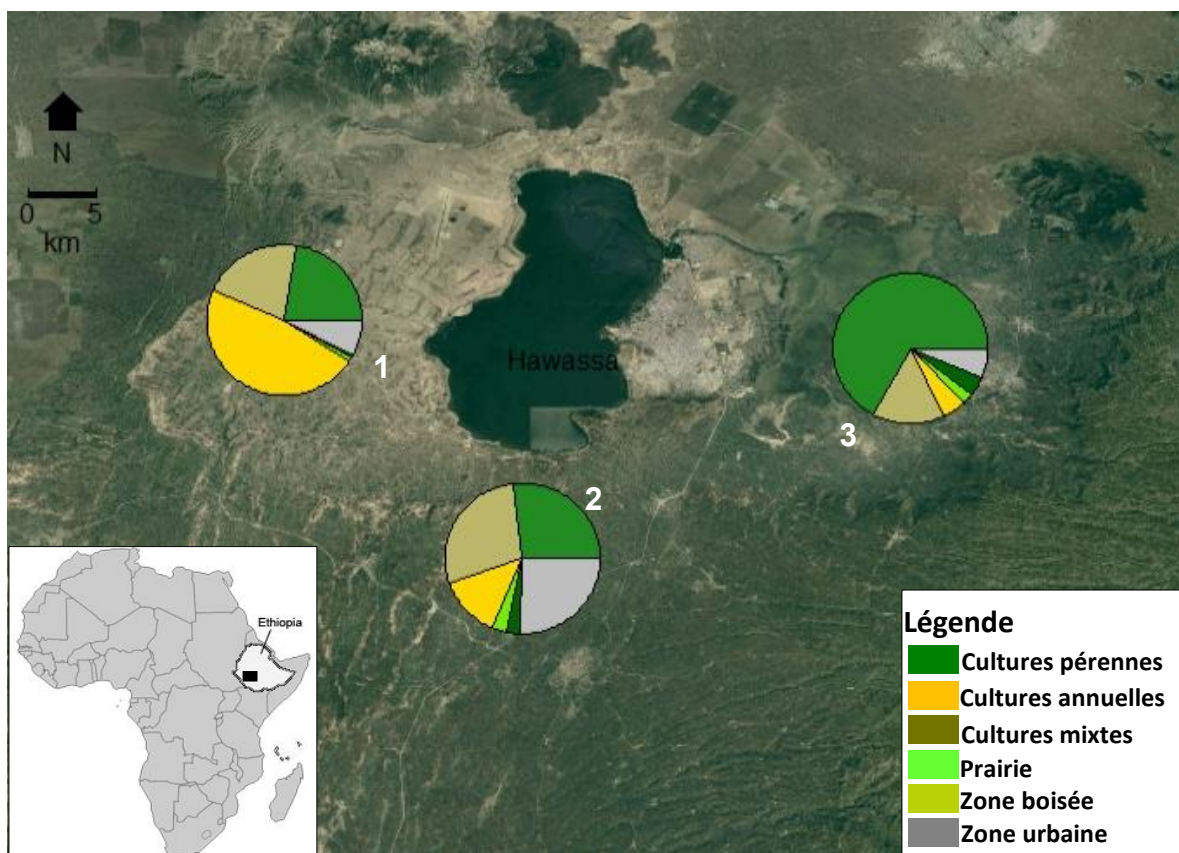 N
0 5
km
1
Hawassa
3
2
Ethiopia
Légende
Cultures pérennes
Cultures annuelles
Cultures mixtes
Prairie
Zone boisée
Zone urbaine